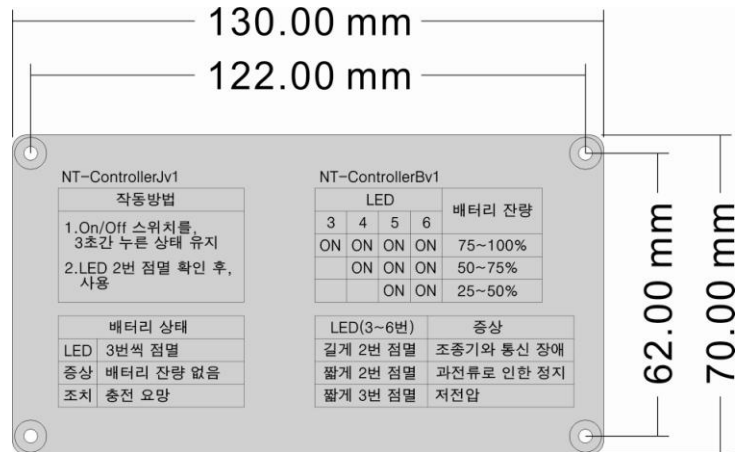 130.00 mm
122.00 mm
NT-ControllerJv1
작동방법
1.On/Off 스위치를,
3초간 누른 상태 유지
2.LED 2번 점멸 확인 후,
사용
배터리 상태
LED 3번씩 점멸
증상 배터리 잔량 없음
조치 충전 요망
NT-ControllerBv1
LED 배터리 잔량
3 4 5 6
ON ON ON ON 75~100%
ON ON ON 50~75%
ON ON 25~50%
LED(3~6번) 증상
길게 2번 점멸 조종기와 통신 장애
짧게 2번 점멸 과전류로 인한 정지
짧게 3번 점멸 저전압
62.00 mm
70.00 mm